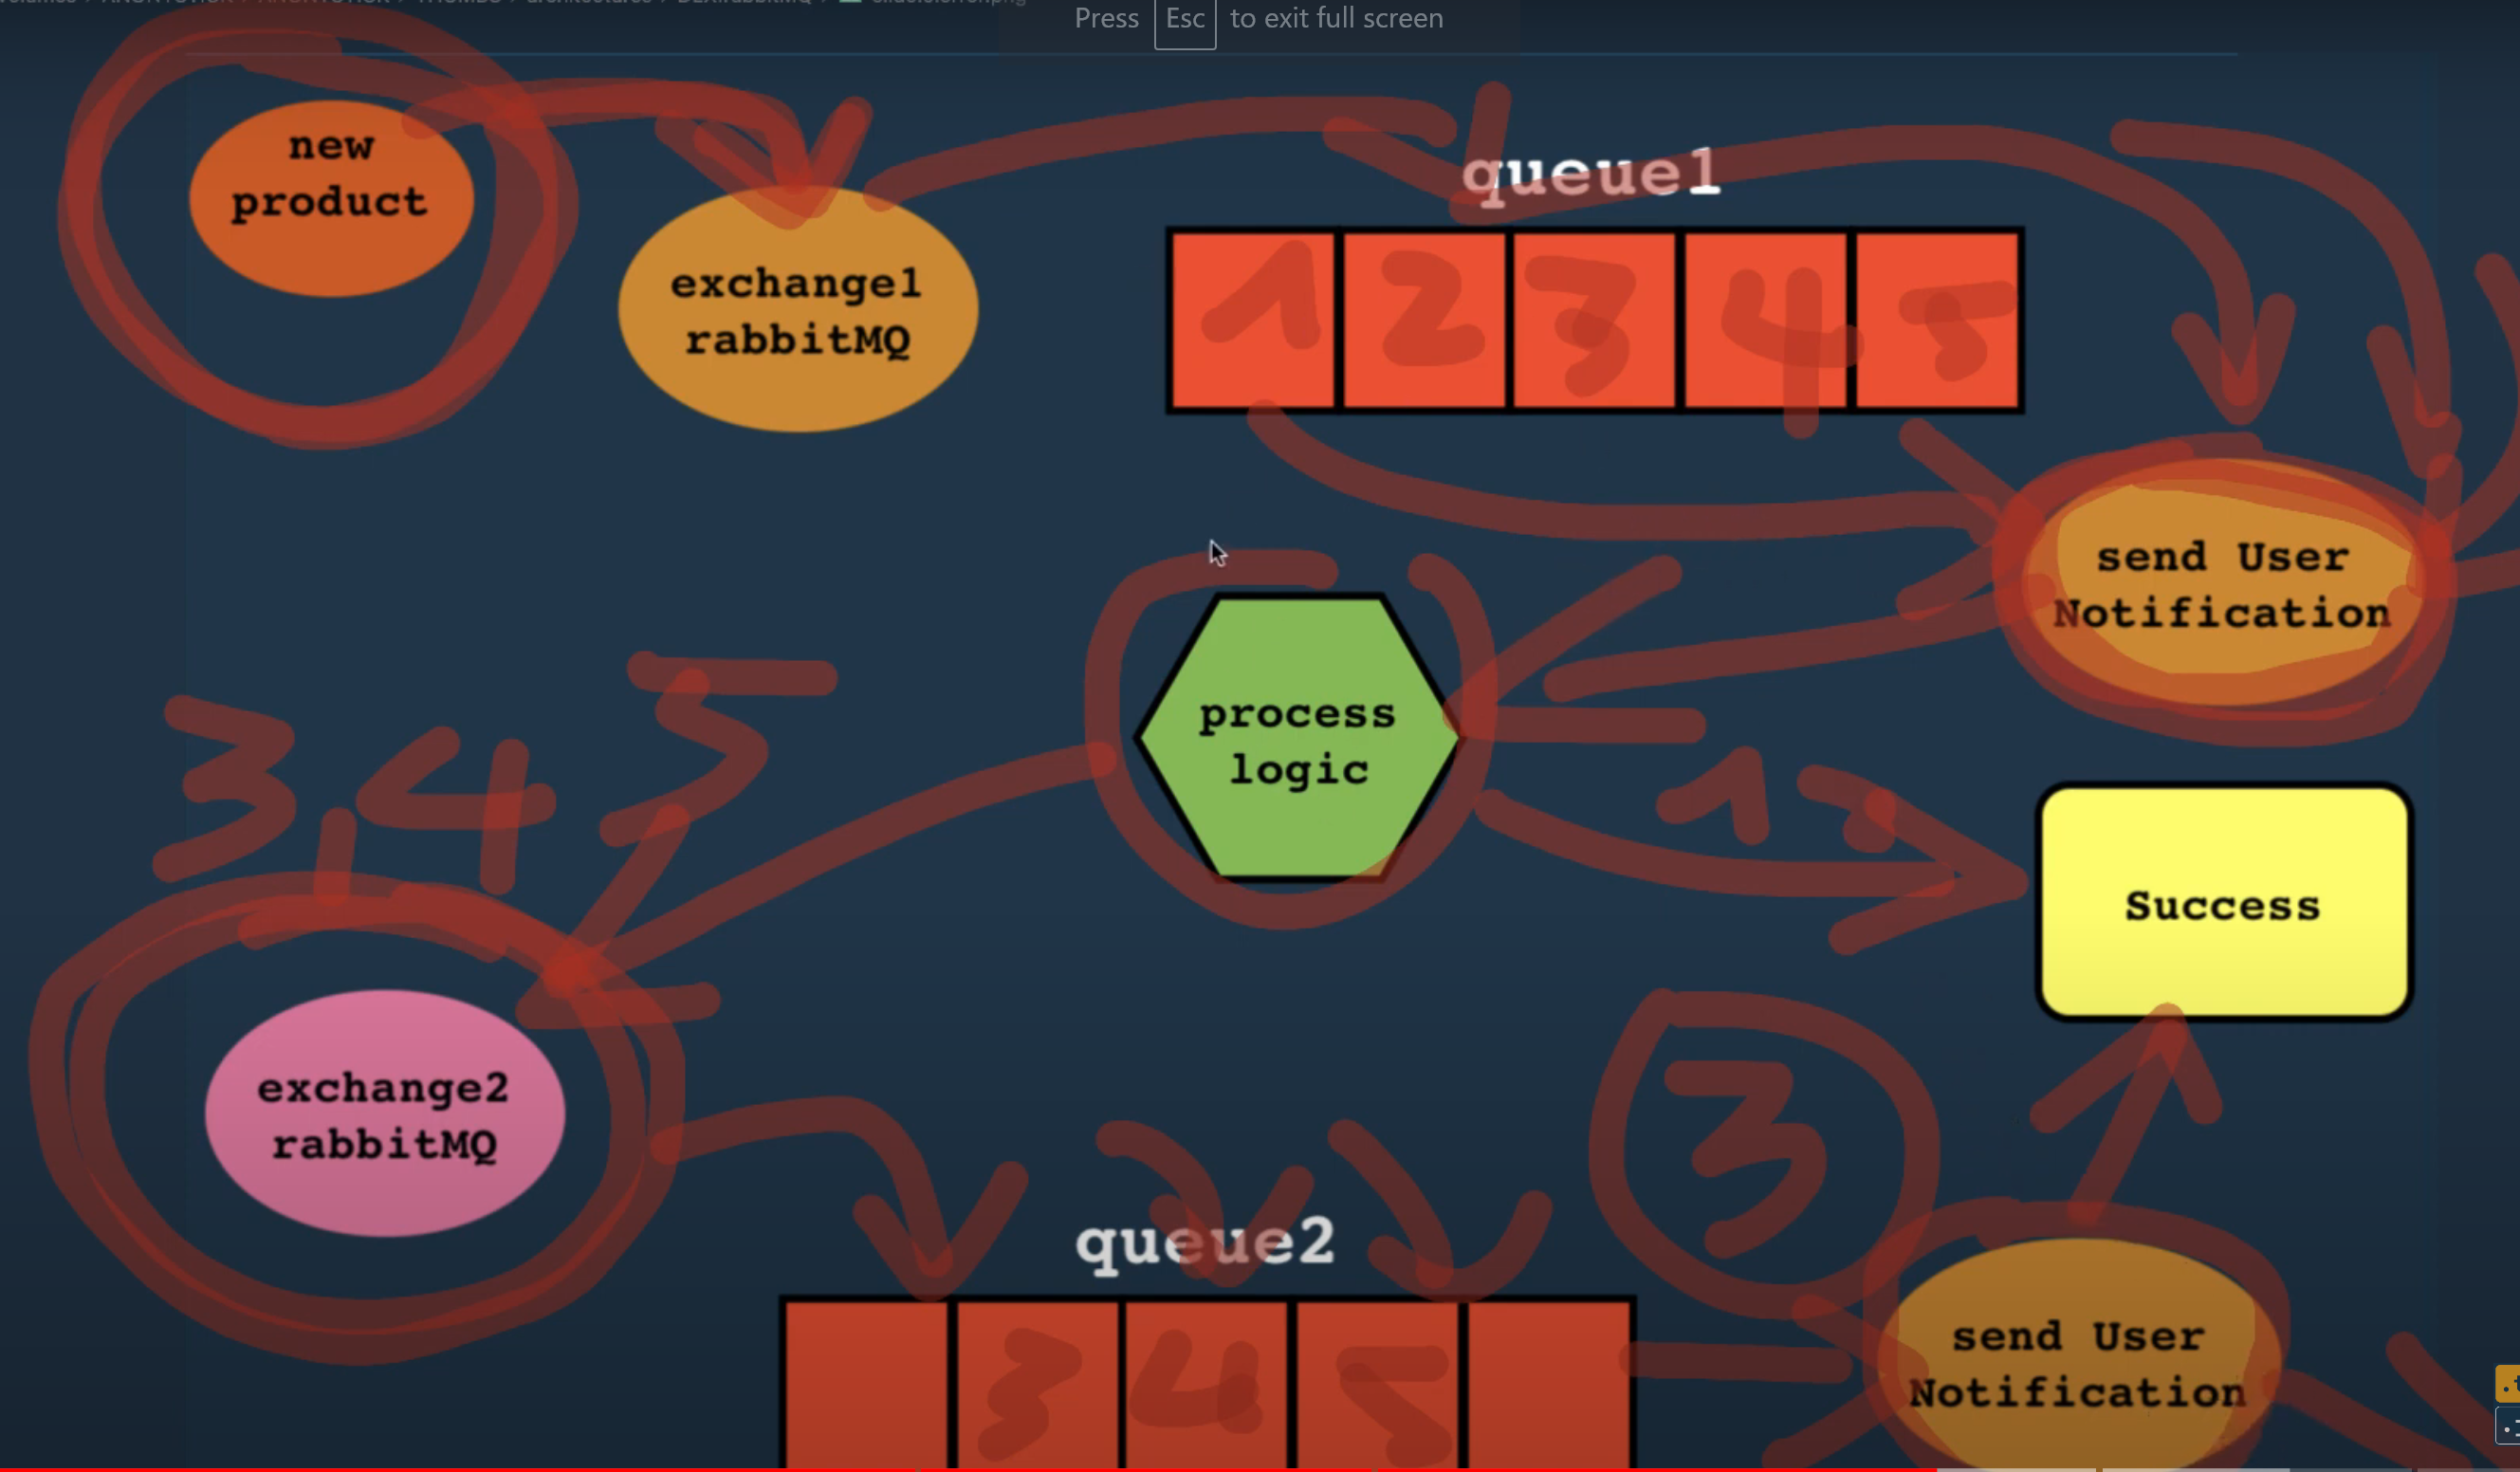 Press Esc to exit full screen
new
product
exchange1
rabbitMQ
queue1
1 2 3 4 5
send User
Notification
process
logic
3 4 5
1
Success
exchange2
rabbitMQ
3
queue2
3 4 5
send User
Notification